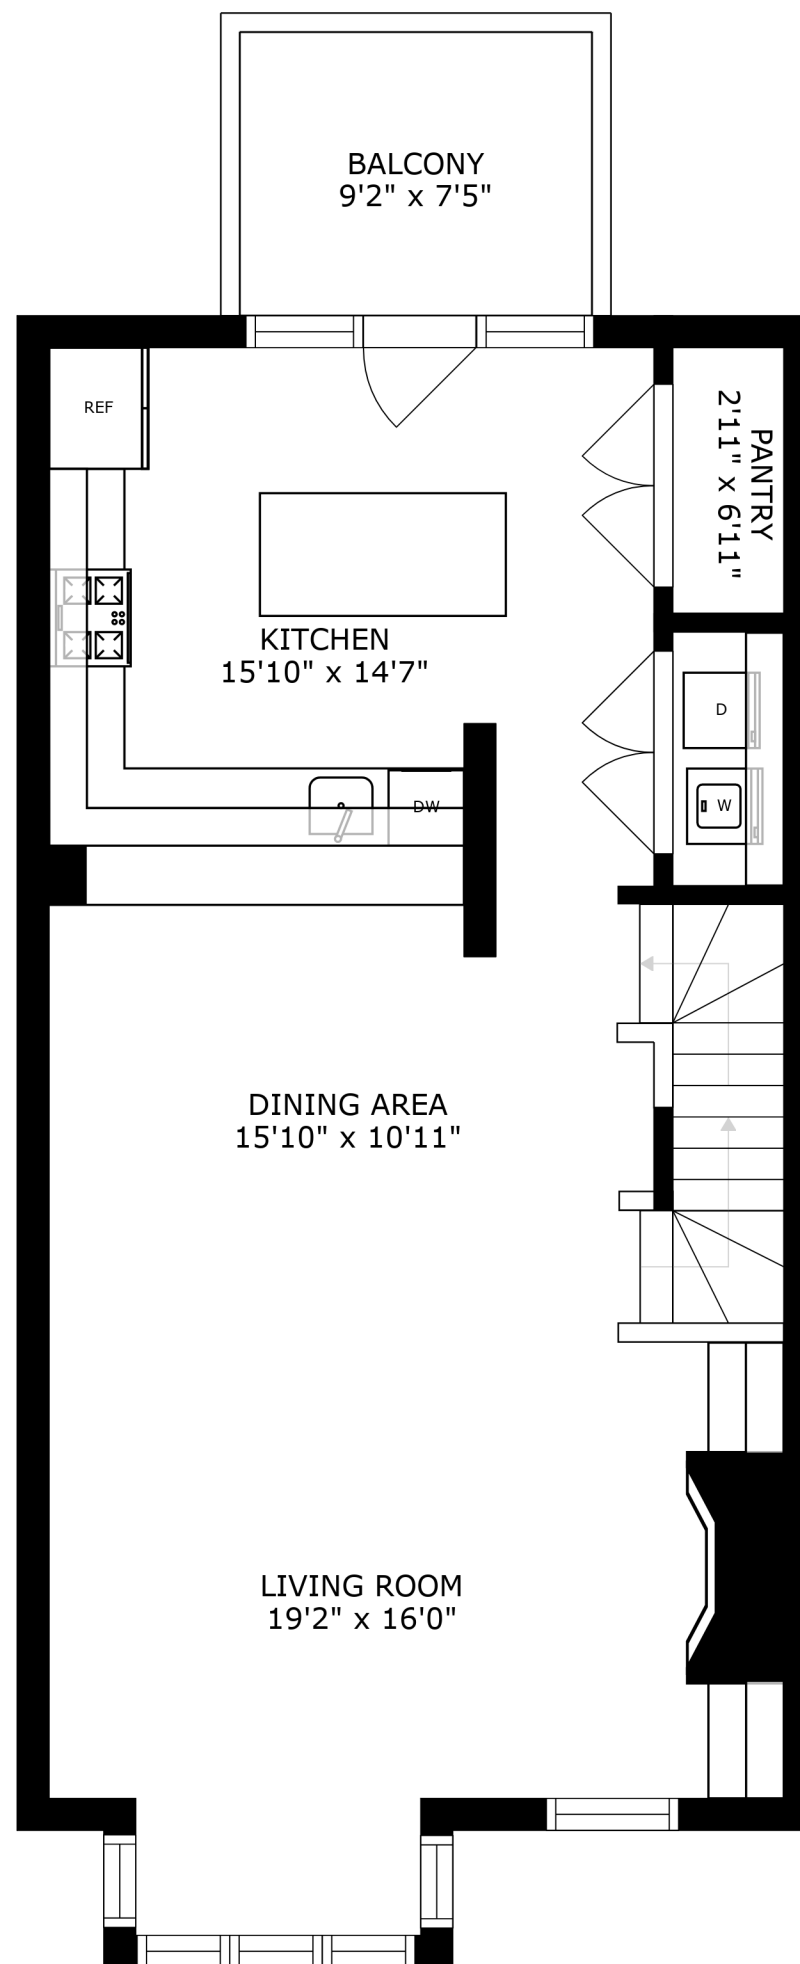 BALCONY
9'2" x 7'5"
REF
PANTRY
2'11" x 6'11"
KITCHEN
15'10" x 14'7"
D
W
DW
DINING AREA
15'10" x 10'11"
LIVING ROOM
19'2" x 16'0"